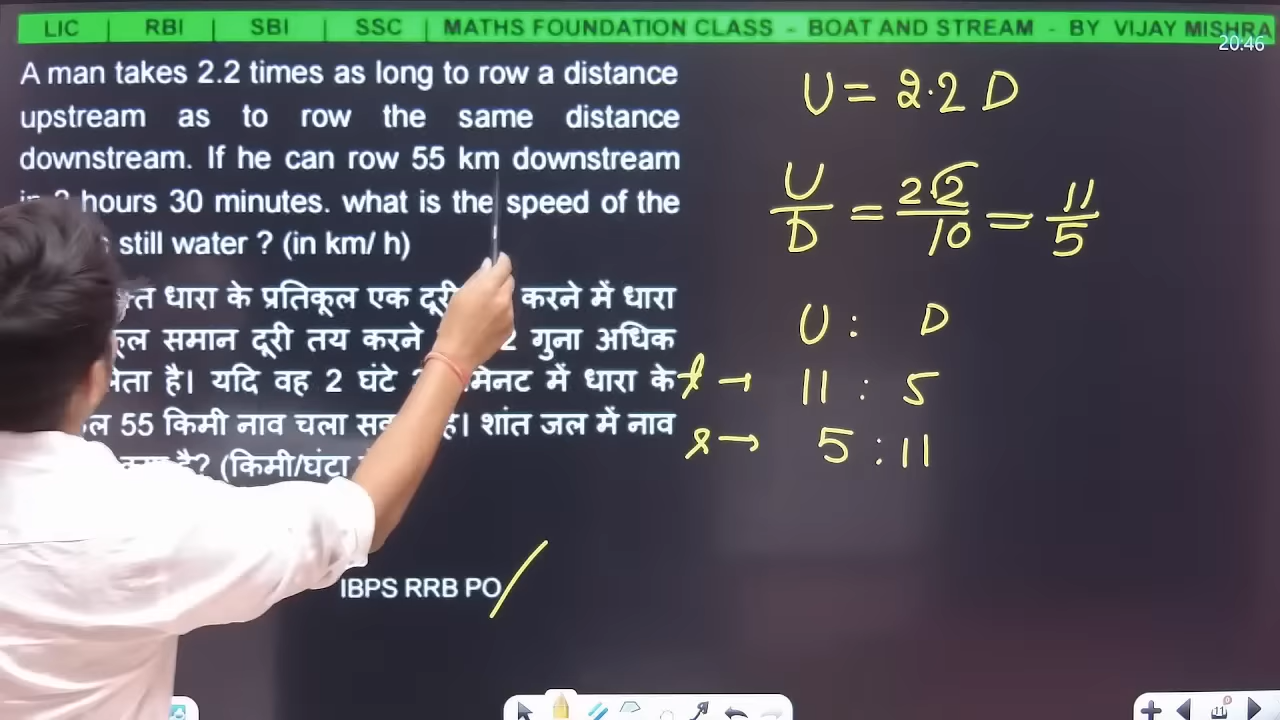 LIC | RBI | SBI | SSC | MATHS FOUNDATION CLASS - BOAT AND STREAM - BY VIJAY MISHRA
20:46
A man takes 2.2 times as long to row a distance
upstream as to row the same distance
downstream. If he can row 55 km downstream
hours 30 minutes. what is the speed of the
still water ? (in km/ h)
धारा के प्रतिकूल एक दूरी करने में धारा
समान दूरी तय करने 2 गुना अधिक
है। यदि वह 2 घंटे मिनट में धारा के
55 किमी नाव चला है। शांत जल में नाव
है? (किमी/घंटा
IBPS RRB PO
U = 2.2 D
U/D = 22/10 = 11/5
U : D
t → 11 : 5
s → 5 : 11